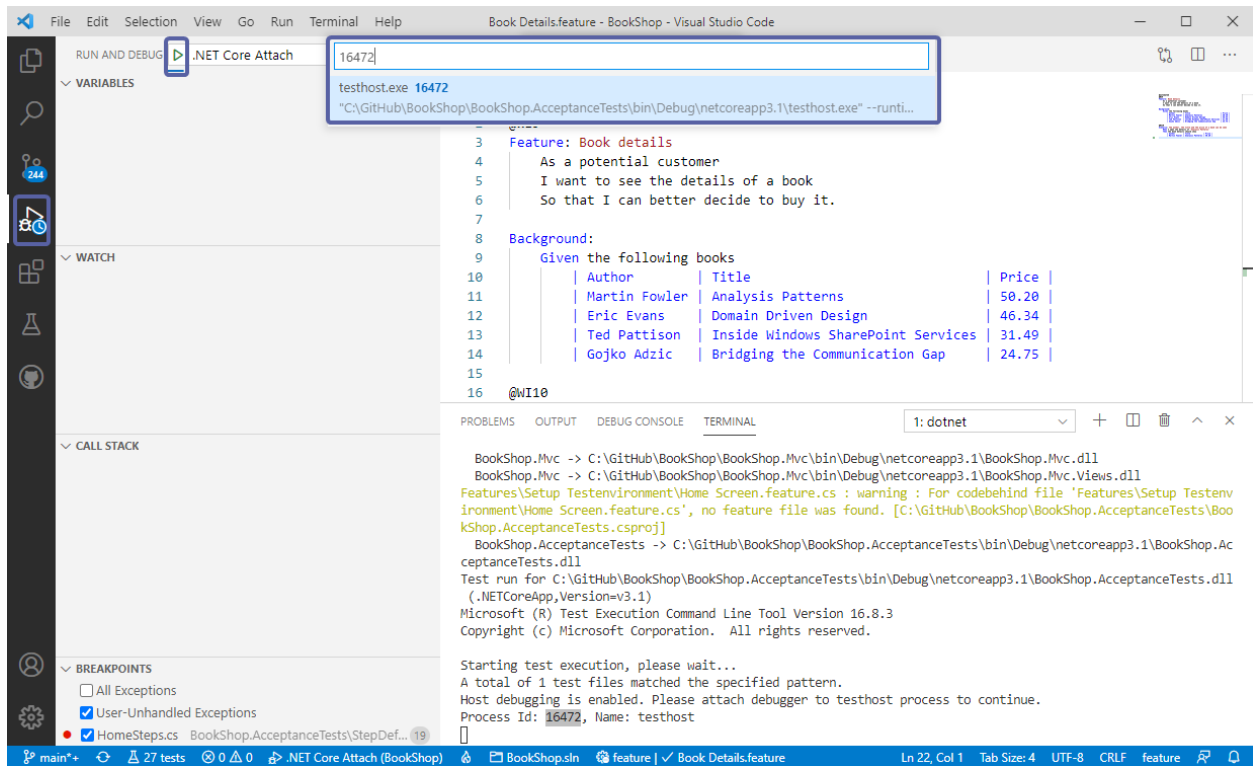 File Edit Selection View Go Run Terminal Help
Book Details.feature - BookShop - Visual Studio Code
RUN AND DEBUG
.NET Core Attach
16472
testhost.exe 16472
"C:\GitHub\BookShop\BookShop.AcceptanceTests\bin\Debug\netcoreapp3.1\testhost.exe" --runti...
VARIABLES
244
WATCH
CALL STACK
BREAKPOINTS
All Exceptions
User-Unhandled Exceptions
HomeSteps.cs BookShop.AcceptanceTests\StepDef... 19
3 Feature: Book details
4 As a potential customer
5 I want to see the details of a book
6 So that I can better decide to buy it.
7
8 Background:
9 Given the following books
10 | Author | Title | Price |
11 | Martin Fowler | Analysis Patterns | 50.20 |
12 | Eric Evans | Domain Driven Design | 46.34 |
13 | Ted Pattison | Inside Windows SharePoint Services | 31.49 |
14 | Gojko Adzic | Bridging the Communication Gap | 24.75 |
15
16 @WI10
PROBLEMS OUTPUT DEBUG CONSOLE TERMINAL
1: dotnet
BookShop.Mvc -> C:\GitHub\BookShop\BookShop.Mvc\bin\Debug\netcoreapp3.1\BookShop.Mvc.dll
BookShop.Mvc -> C:\GitHub\BookShop\BookShop.Mvc\bin\Debug\netcoreapp3.1\BookShop.Mvc.Views.dll
Features\Setup Testenvironment\Home Screen.feature.cs : warning : For codebehind file 'Features\Setup Testenv
ironment\Home Screen.feature.cs', no feature file was found. [C:\GitHub\BookShop\BookShop.AcceptanceTests\Boo
kShop.AcceptanceTests.csproj]
BookShop.AcceptanceTests -> C:\GitHub\BookShop\BookShop.AcceptanceTests\bin\Debug\netcoreapp3.1\BookShop.Ac
ceptanceTests.dll
Test run for C:\GitHub\BookShop\BookShop.AcceptanceTests\bin\Debug\netcoreapp3.1\BookShop.AcceptanceTests.dll
(.NETCoreApp,Version=v3.1)
Microsoft (R) Test Execution Command Line Tool Version 16.8.3
Copyright (c) Microsoft Corporation. All rights reserved.
Starting test execution, please wait...
A total of 1 test files matched the specified pattern.
Host debugging is enabled. Please attach debugger to testhost process to continue.
Process Id: 16472, Name: testhost
main*+ 27 tests 0 0 .NET Core Attach (BookShop) BookShop.sln feature | ✓ Book Details.feature Ln 22, Col 1 Tab Size: 4 UTF-8 CRLF feature